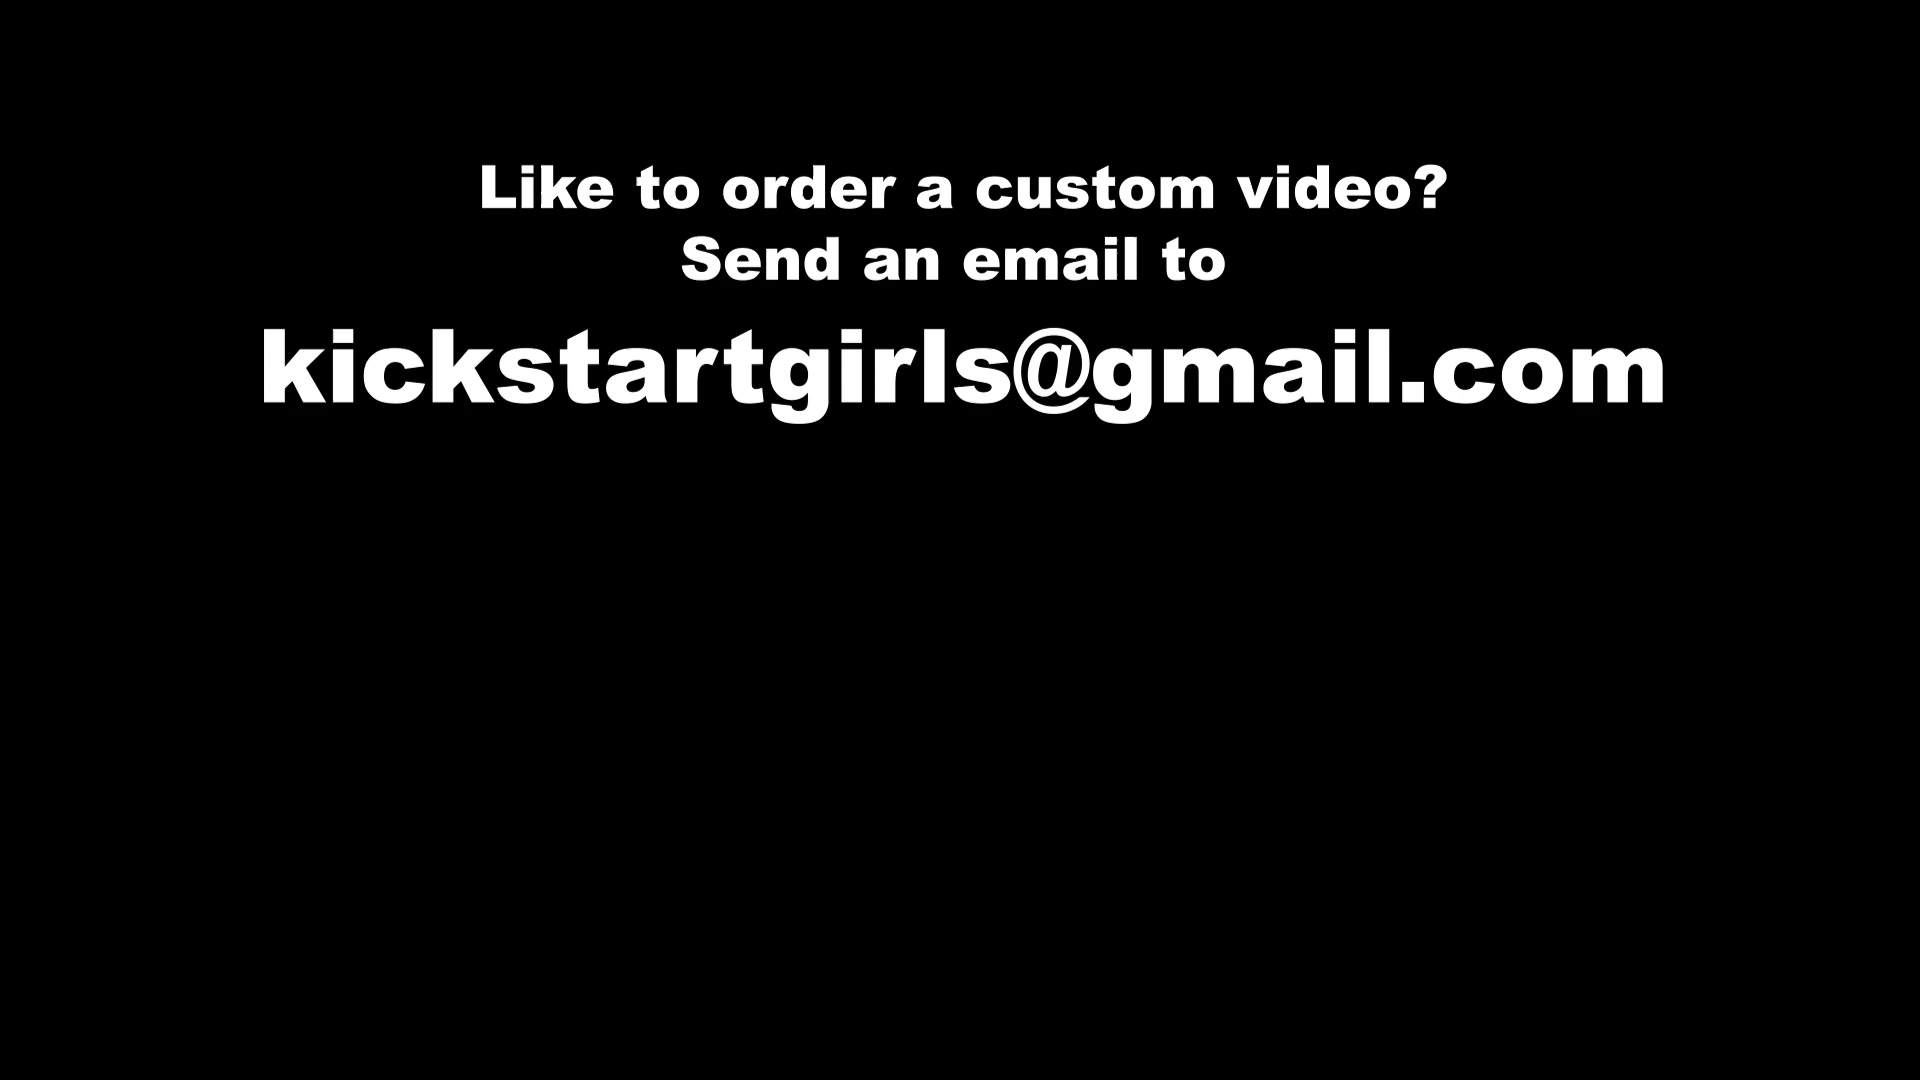 Like to order a custom video?
Send an email to
kickstartgirls@gmail.com